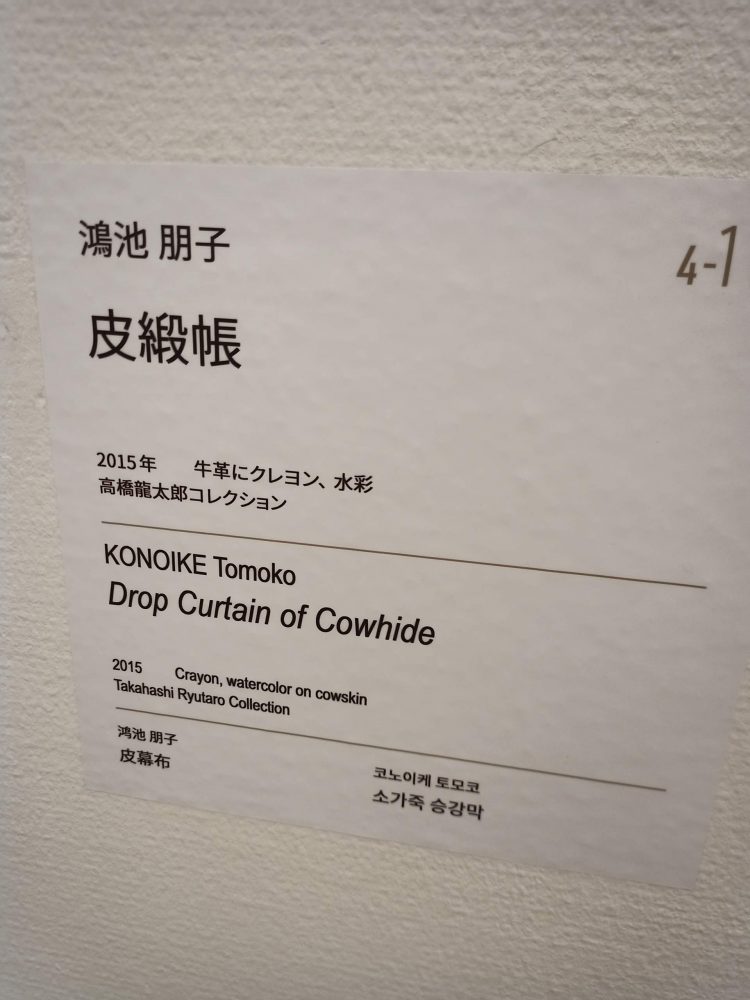 鴻池 朋子
4-1
皮緞帳
2015年 牛革にクレヨン、水彩
高橋龍太郎コレクション
KONOIKE Tomoko
Drop Curtain of Cowhide
2015 Crayon, watercolor on cowskin
Takahashi Ryutaro Collection
鸿池 朋子
皮幕布
코노이케 토모코
소가죽 승강막